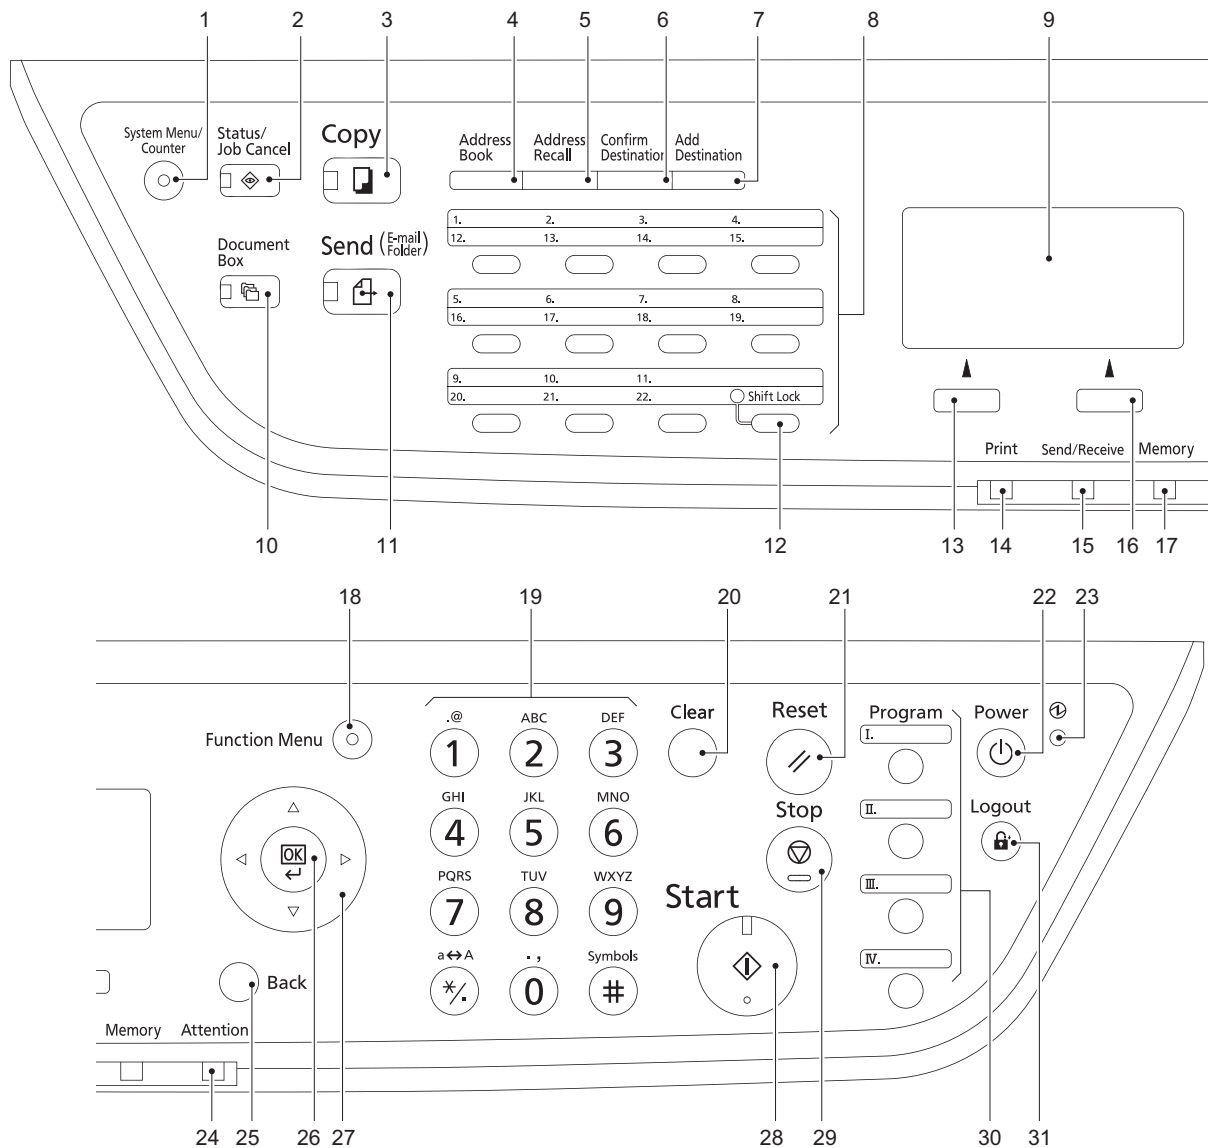 1 2 3 4 5 6 7 8 9
System Menu/
Counter
Status/
Job Cancel
Copy
Address
Book
Address
Recall
Confirm
Destination
Add
Destination
1. 2. 3. 4.
12. 13. 14. 15.
Document
Box
Send (E-mail
Folder)
5. 6. 7. 8.
16. 17. 18. 19.
9. 10. 11.
20. 21. 22. Shift Lock
Print Send/Receive Memory
10 11 12 13 14 15 16 17
18 19 20 21 22 23
Function Menu
.@ ABC DEF
1 2 3
GHI JKL MNO
4 5 6
PQRS TUV WXYZ
7 8 9
a↔A ., Symbols
*/. 0 #
Clear
Reset
Stop
Start
Program
I.
II.
III.
IV.
Power
Logout
OK
Back
Memory Attention
24 25 26 27 28 29 30 31